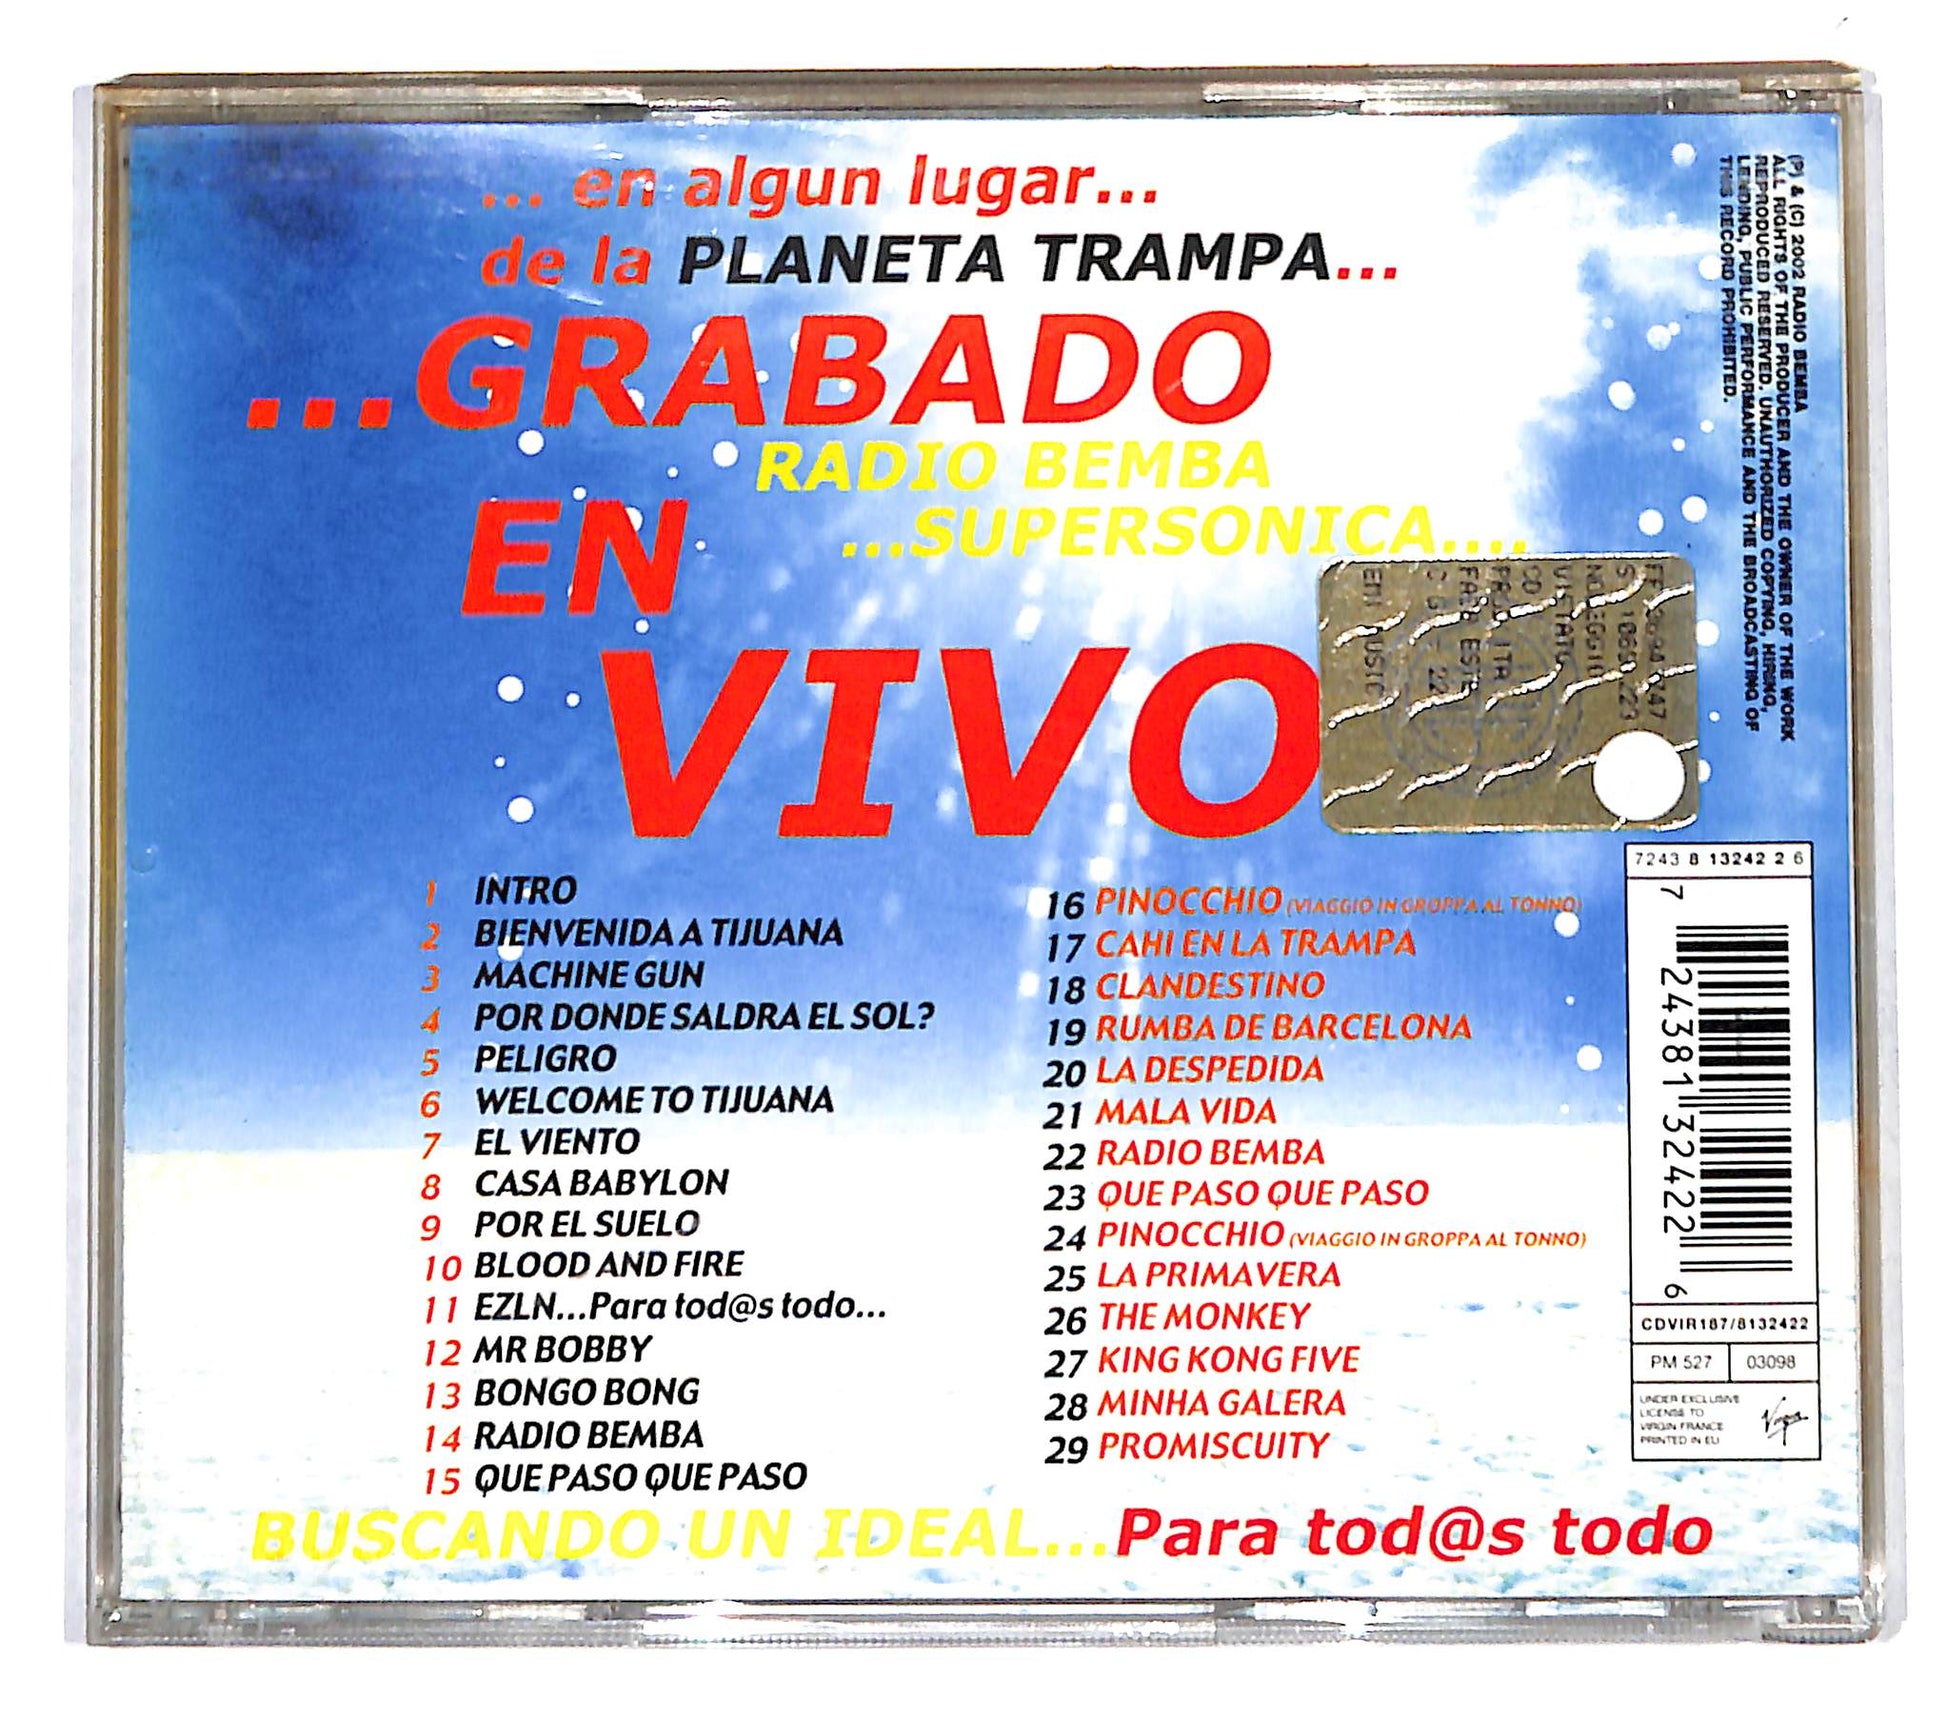 ... en algun lugar...
de la PLANETA TRAMPA...
...GRABADO
RADIO BEMBA
EN
...SUPERSONICA....
VIVO
(P) & (C) 2002 RADIO BEMBA
ALL RIGHTS OF THE PRODUCER AND THE OWNER OF THE WORK
REPRODUCED RESERVED. UNAUTHORIZED COPYING, HIRING,
LENDING, PUBLIC PERFORMANCE AND THE BROADCASTING OF
THIS RECORD PROHIBITED.
NOLEGGIO
VIETATO
CD
1 INTRO
2 BIENVENIDA A TIJUANA
3 MACHINE GUN
4 POR DONDE SALDRA EL SOL?
5 PELIGRO
6 WELCOME TO TIJUANA
7 EL VIENTO
8 CASA BABYLON
9 POR EL SUELO
10 BLOOD AND FIRE
11 EZLN...Para tod@s todo...
12 MR BOBBY
13 BONGO BONG
14 RADIO BEMBA
15 QUE PASO QUE PASO
16 PINOCCHIO (VIAGGIO IN GROPPA AL TONNO)
17 CAHI EN LA TRAMPA
18 CLANDESTINO
19 RUMBA DE BARCELONA
20 LA DESPEDIDA
21 MALA VIDA
22 RADIO BEMBA
23 QUE PASO QUE PASO
24 PINOCCHIO (VIAGGIO IN GROPPA AL TONNO)
25 LA PRIMAVERA
26 THE MONKEY
27 KING KONG FIVE
28 MINHA GALERA
29 PROMISCUITY
7243 8 13242 2 6
7 24381 32422 6
CDVIR187/8132422
PM 527 03098
UNDER EXCLUSIVE
LICENSE TO
VIRGIN FRANCE
PRINTED IN EU
Virgin
BUSCANDO UN IDEAL...Para tod@s todo